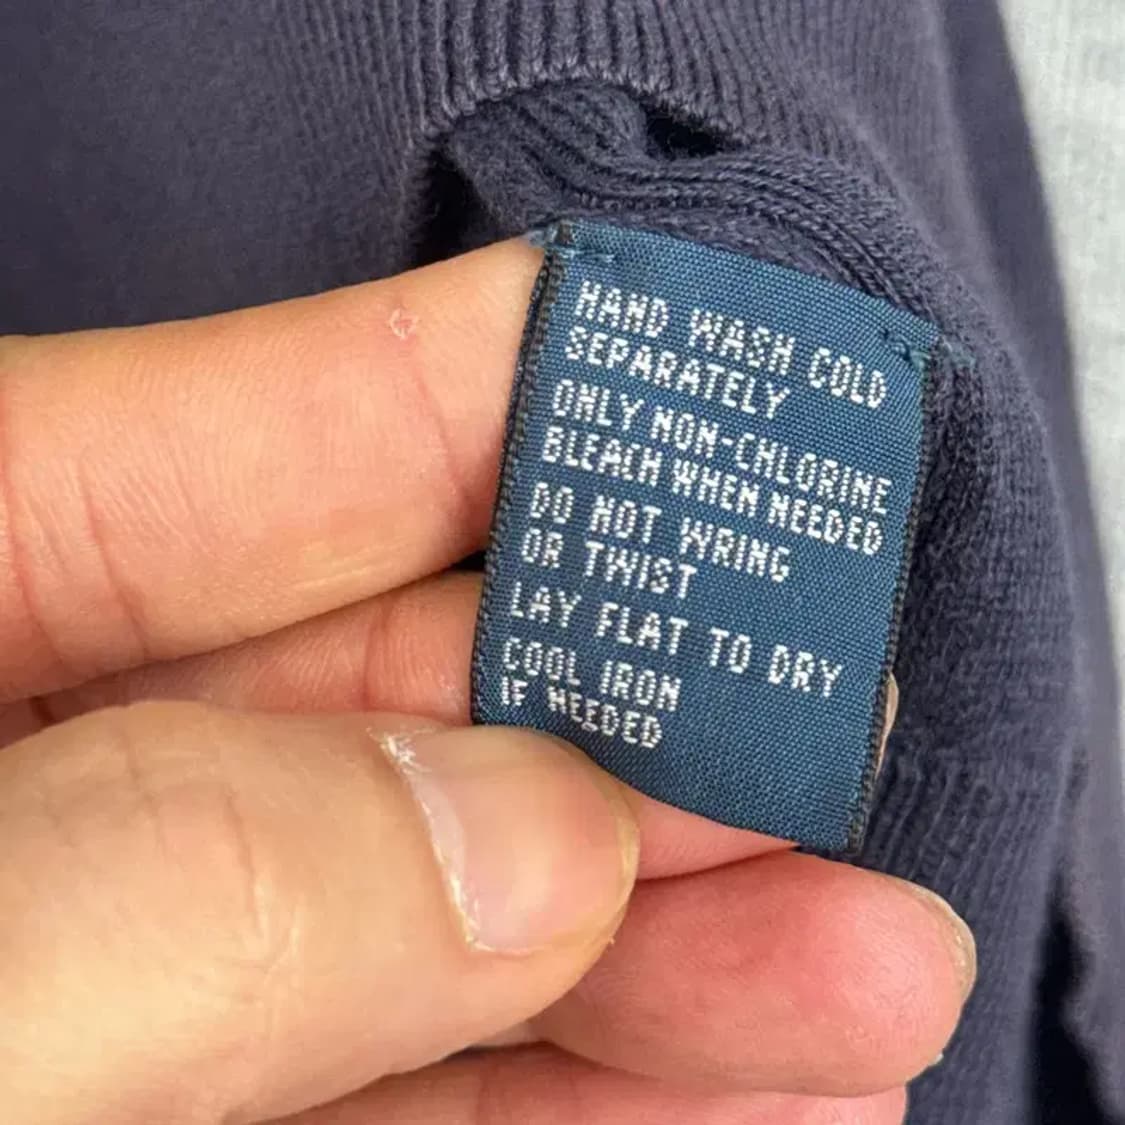 HAND WASH COLD
SEPARATELY
ONLY NON-CHLORINE
BLEACH WHEN NEEDED
DO NOT WRING
OR TWIST
LAY FLAT TO DRY
COOL IRON
IF NEEDED